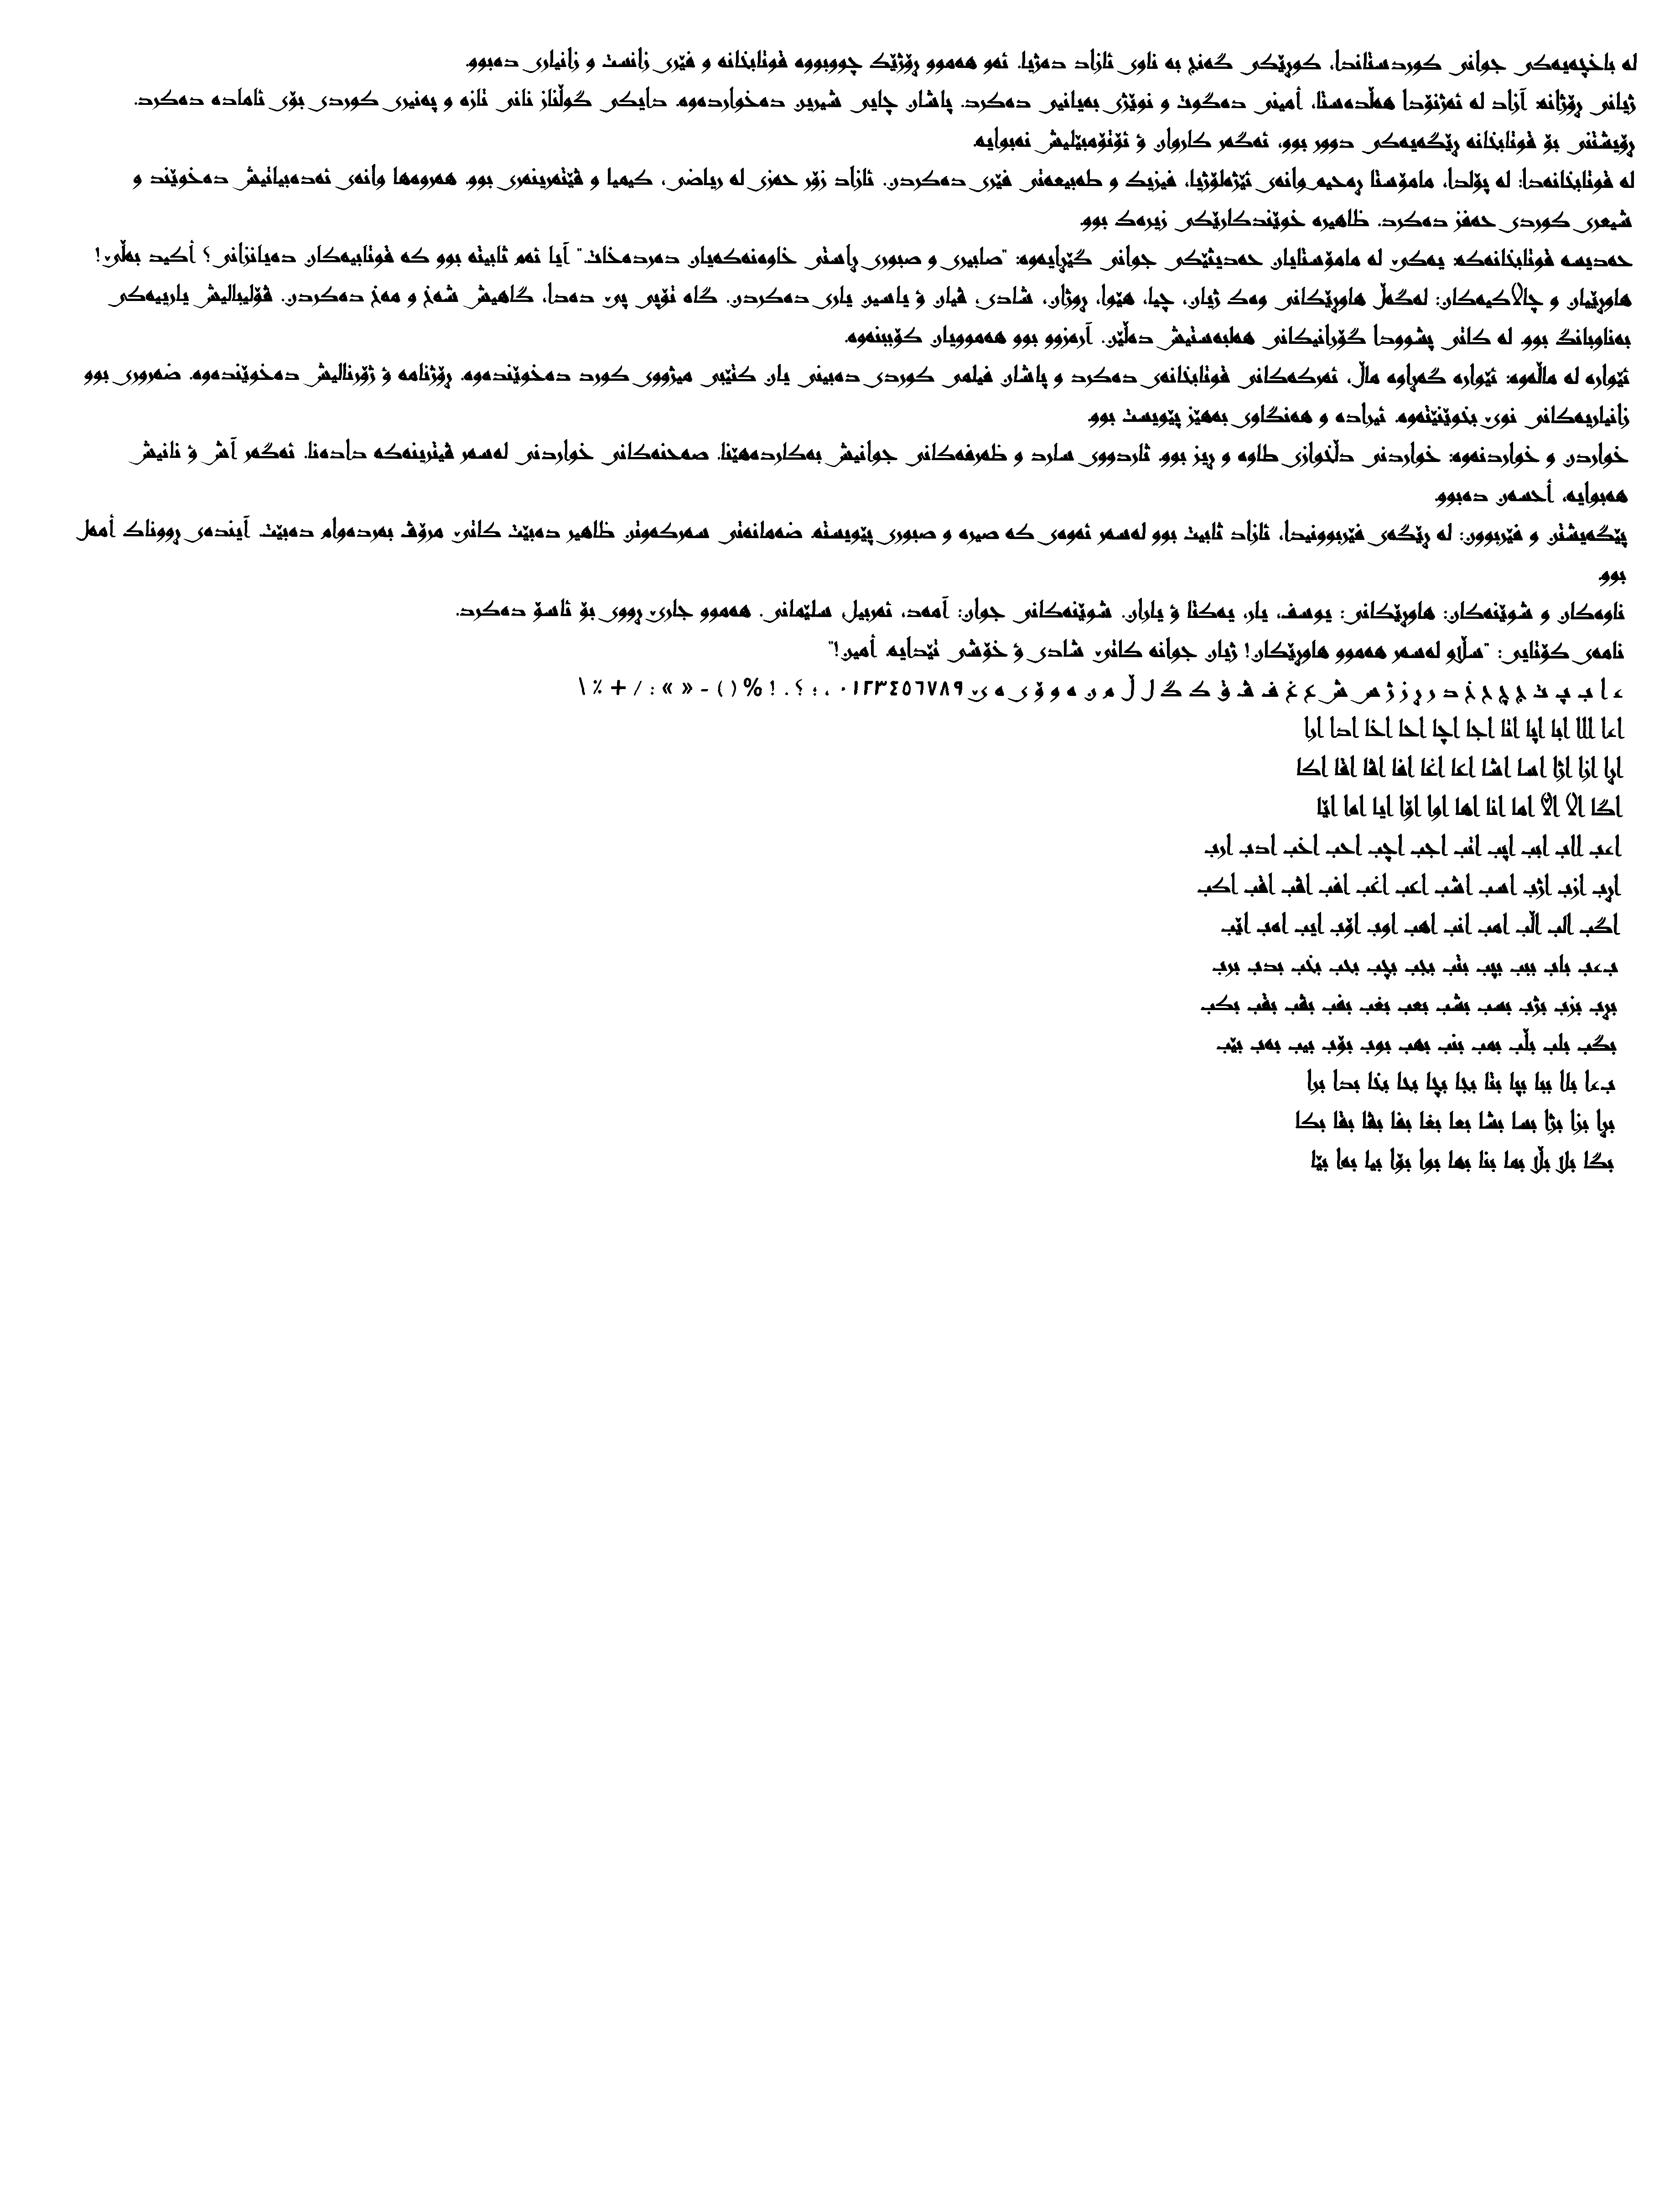 لە باخچەیەکی جوانی کوردستاندا، کوڕێکی گەنج بە ناوی ئازاد دەژیا. ئەو هەموو ڕۆژێک چووبووە قوتابخانە و فێری زانست و زانیاری دەبوو.
ژیانی ڕۆژانە: آزاد لە ئەژنۆدا هەڵدەستا، أمینی دەگوت و نوێژی بەیانیی دەکرد. پاشان چایی شیرین دەخواردەوە. دایکی گوڵناز نانی تازە و پەنیری کوردی بۆی ئامادە دەکرد.
ڕۆیشتنی بۆ قوتابخانە ڕێگەیەکی دوور بوو، ئەگەر کاروان ؤ ئۆتۆمبێلیش نەبوایە.
لە قوتابخانەدا: لە پۆلدا، مامۆستا ڕەحیم وانەی ئێژەلۆژیا، فیزیک و طەبیعەتی فێری دەکردن. ئازاد زۆر حەزی لە ریاضی، کیمیا و ڤێتەرینەری بوو. هەروەها وانەی ئەدەبیاتیش دەخوێند و
شیعری کوردی حەفز دەکرد. ظاهیرە خوێندکارێکی زیرەک بوو.
حەدیسە قوتابخانەکە: یەکێ لە مامۆستایان حەدیثێکی جوانی گێڕایەوە: "صابیری و صبوری ڕاستی خاوەنەکەیان دەردەخات." آیا ئەم ثابیتە بوو کە قوتابیەکان دەیانزانی؟ أکید بەڵێ!
هاوڕێیان و چالاکیەکان: لەگەڵ هاوڕێکانی وەک ژیان، چیا، هێوا، ڕوژان، شادی، ڤیان ؤ یاسین یاری دەکردن. گاە تۆپی پێ دەدا، گاهیش شەخ و مەخ دەکردن. ڤۆلیبالیش یارییەکی
بەناوبانگ بوو. لە کاتی پشوودا گۆرانیکانی هەلبەستیش دەڵێن. آرەزوو بوو هەموویان کۆببنەوە.
ئێوارە لە ماڵەوە: ئێوارە گەڕاوە ماڵ، ئەرکەکانی قوتابخانەی دەکرد و پاشان فیلمی کوردی دەبینی یان کتێبی میژووی کورد دەخوێندەوە. ڕۆژنامە ؤ ژۆرنالیش دەخوێندەوە. ضەروری بوو
زانیاریەکانی نوێ بخوێنێتەوە. ئیرادە و هەنگاوی بەهێز پێویست بوو.
خواردن و خواردنەوە: خواردنی دڵخوازی طاوە و ڕیز بوو. ئاردووی سارد و ظەرفەکانی جوانیش بەکاردەهێنا. صەحنەکانی خواردنی لەسەر ڤیترینەکە دادەنا. ئەگەر آش ؤ نانیش
هەبوایە، أحسەن دەبوو.
پێگەیشتن و فێربوون: لە ڕێگەی فێربوونیدا، ئازاد ثابیت بوو لەسەر ئەوەی کە صیرە و صبوری پێویستە. ضەمانەتی سەرکەوتن ظاهیر دەبێت کاتێ مرۆڤ بەردەوام دەبێت. آیندەی ڕووناک أمەل
بوو.
ناوەکان و شوێنەکان: هاوڕێکانی: یوسف، یار، یەکتا ؤ یاران. شوێنەکانی جوان: آمەد، ئەربیل، سلێمانی. هەموو جارێ ڕووی بۆ ئاسۆ دەکرد.
نامەی کۆتایی: "سڵاو لەسەر هەموو هاوڕێکان! ژیان جوانە کاتێ شادی ؤ خۆشی تێدایە. أمین!"
ء ا ب پ ت ج چ ح خ د ر ڕ ز ژ س ش ع غ ف ڤ ق ک گ ل ڵ م ن ە و ۆ ی ە ێ ٠١٢٣٤٥٦٧٨٩ ، ؛ ؟ . ! % ( ) - « » : / + ٪ \
اءا ااا ابا اپا اتا اجا اچا احا اخا ادا ارا
اڕا ازا اژا اسا اشا اعا اغا افا اڤا اقا اکا
اگا الا اڵا اما انا اها اوا اۆا ایا اەا اێا
اءب ااب ابب اپب اتب اجب اچب احب اخب ادب ارب
اڕب ازب اژب اسب اشب اعب اغب افب اڤب اقب اکب
اگب الب اڵب امب انب اهب اوب اۆب ایب اەب اێب
بءب باب ببب بپب بتب بجب بچب بحب بخب بدب برب
بڕب بزب بژب بسب بشب بعب بغب بفب بڤب بقب بکب
بگب بلب بڵب بمب بنب بهب بوب بۆب بیب بەب بێب
بءا باا ببا بپا بتا بجا بچا بحا بخا بدا برا
بڕا بزا بژا بسا بشا بعا بغا بفا بڤا بقا بکا
بگا بلا بڵا بما بنا بها بوا بۆا بیا بەا بێا